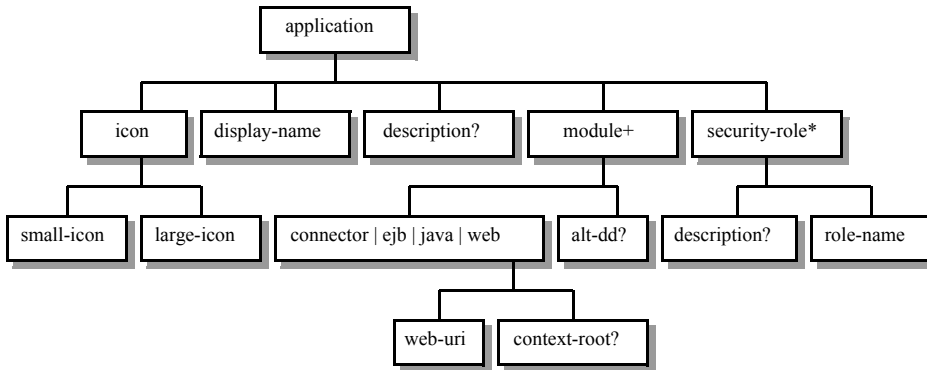 application
icon
display-name
description?
module+
security-role*
small-icon
large-icon
connector | ejb | java | web
alt-dd?
description?
role-name
web-uri
context-root?